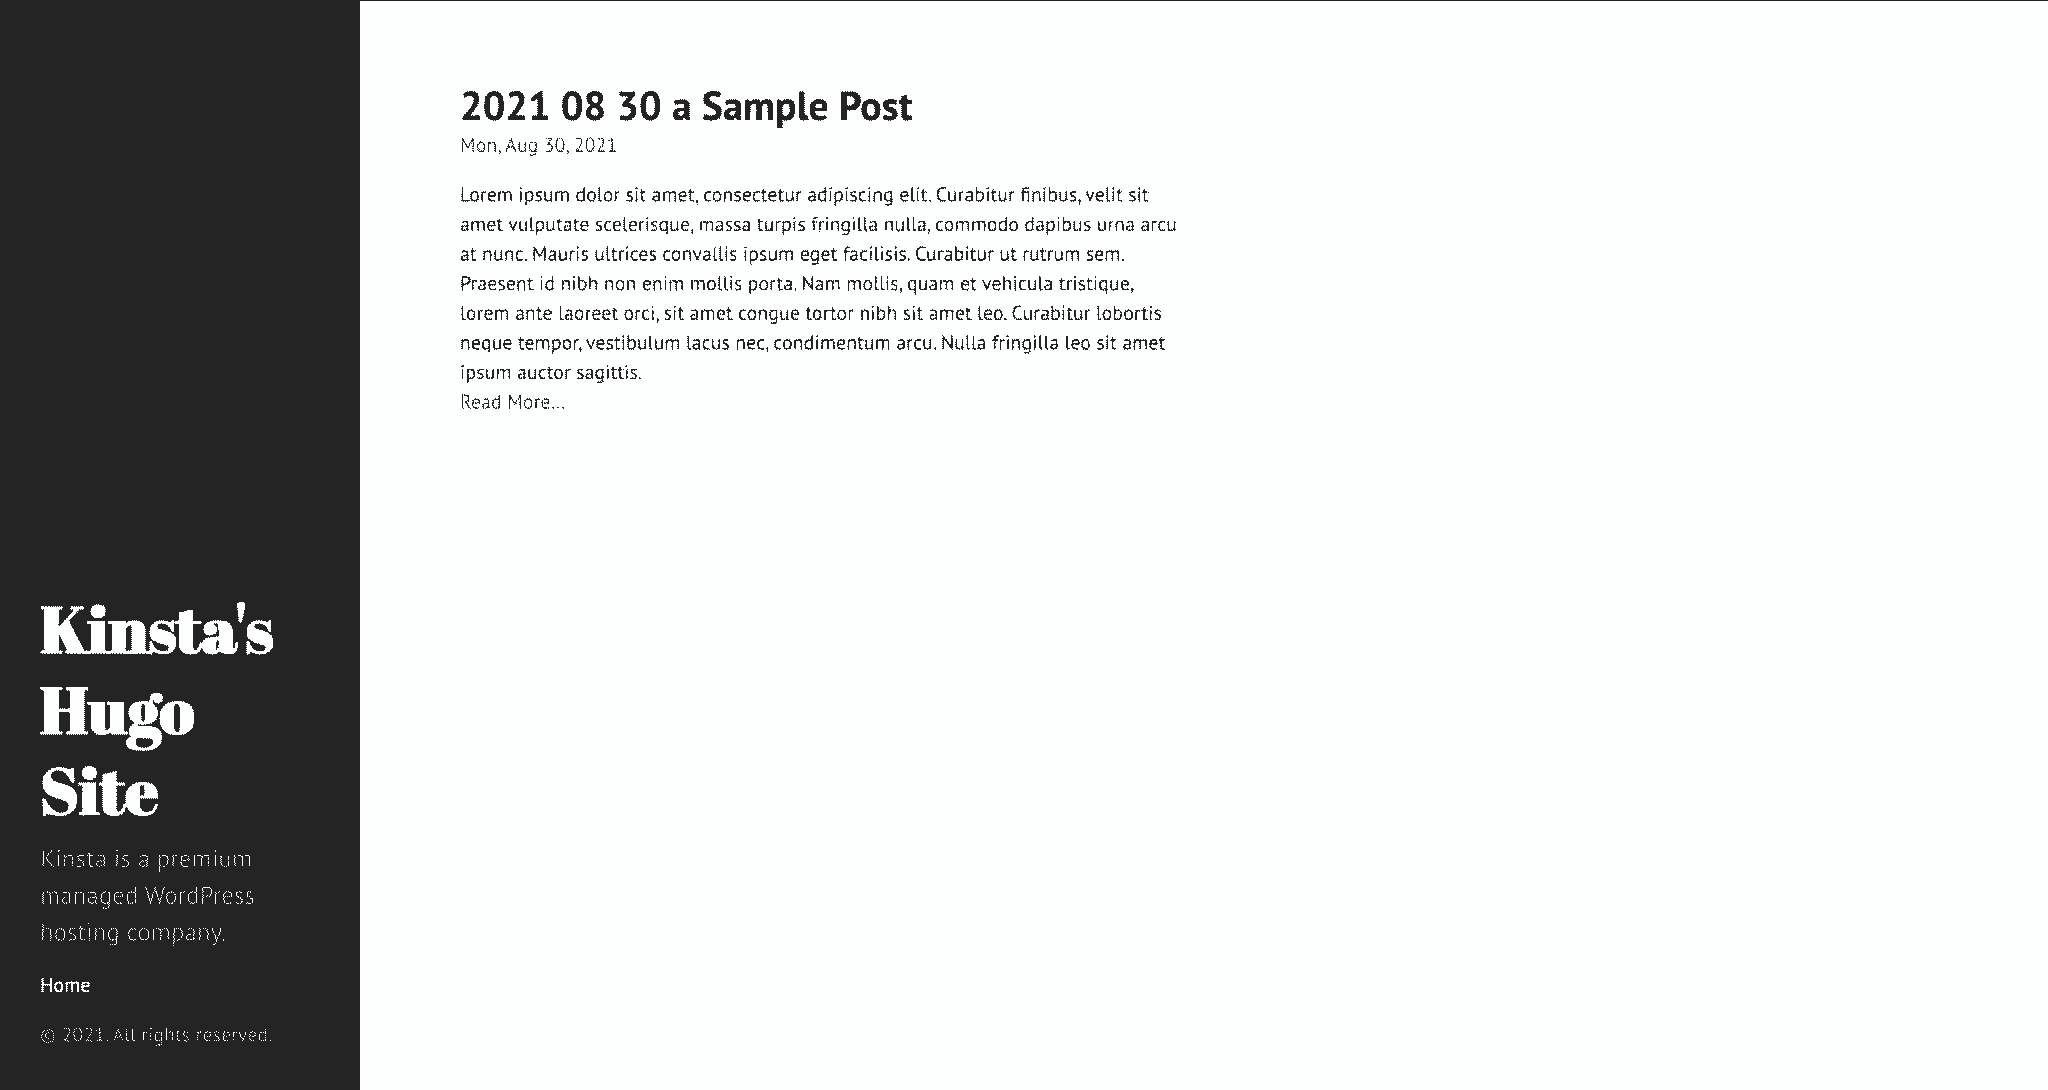 2021 08 30 a Sample Post
Mon, Aug 30, 2021
Lorem ipsum dolor sit amet, consectetur adipiscing elit. Curabitur finibus, velit sit
amet vulputate scelerisque, massa turpis fringilla nulla, commodo dapibus urna arcu
at nunc. Mauris ultrices convallis ipsum eget facilisis. Curabitur ut rutrum sem.
Praesent id nibh non enim mollis porta. Nam mollis, quam et vehicula tristique,
lorem ante laoreet orci, sit amet congue tortor nibh sit amet leo. Curabitur lobortis
neque tempor, vestibulum lacus nec, condimentum arcu. Nulla fringilla leo sit amet
ipsum auctor sagittis.
Read More…
Kinsta's
Hugo
Site
Kinsta is a premium
managed WordPress
hosting company.
Home
© 2021. All rights reserved.